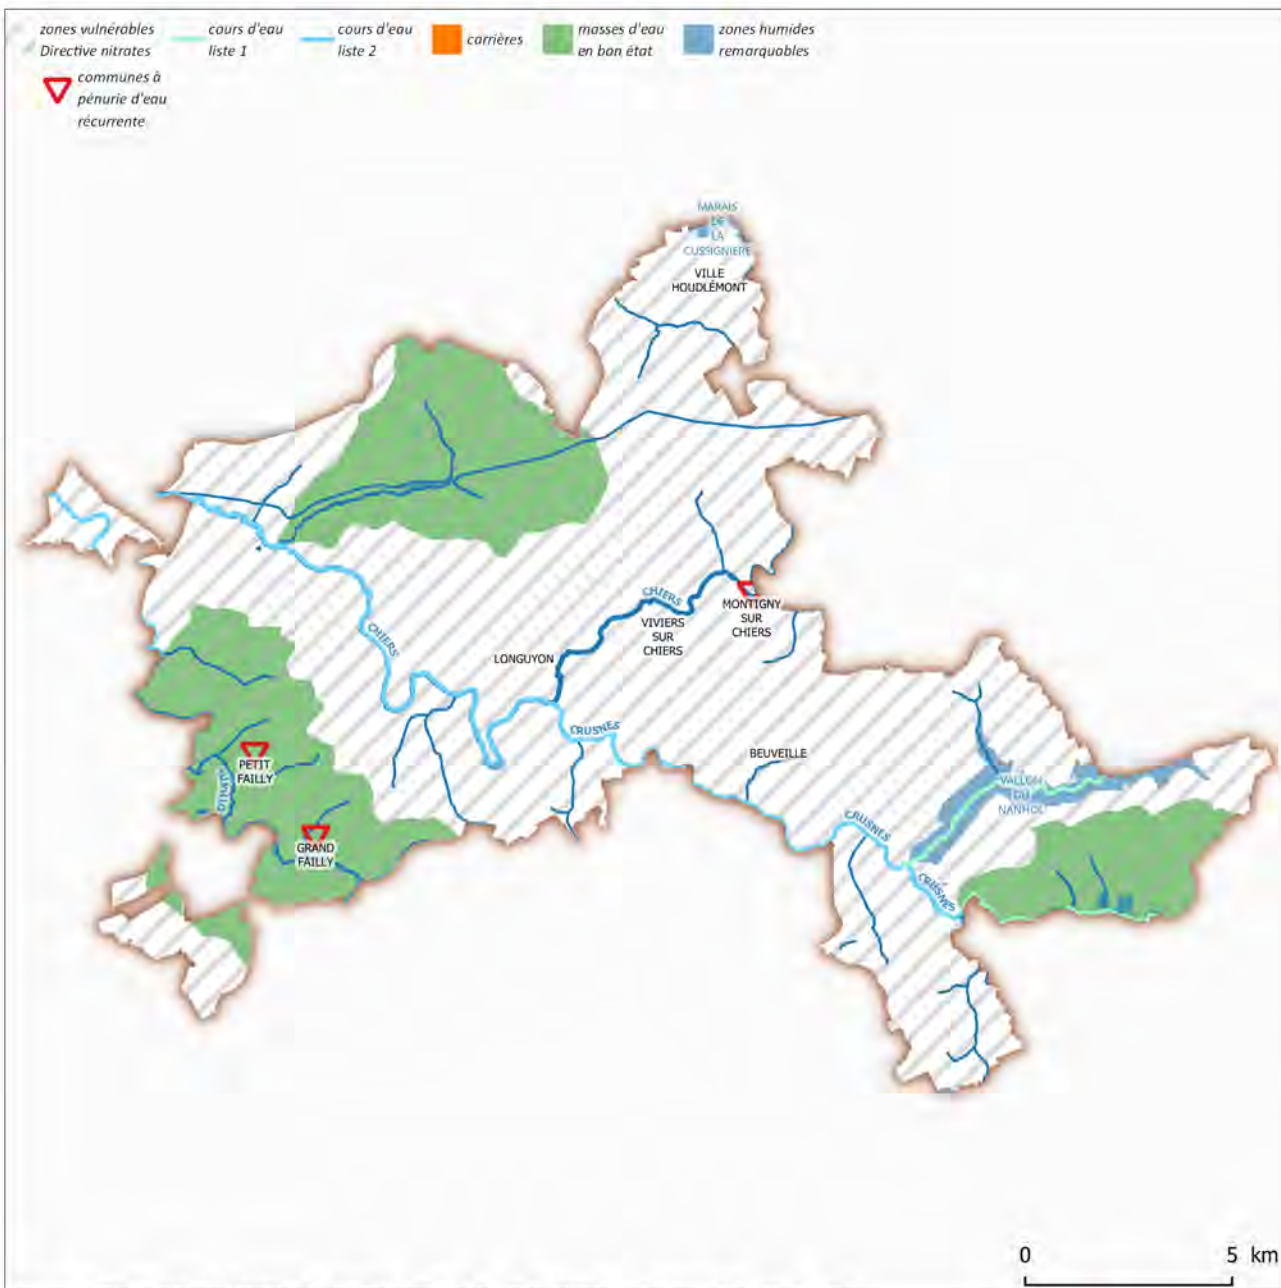 zones vulnérables
Directive nitrates
cours d'eau
liste 1
cours d'eau
liste 2
carrières
masses d'eau
en bon état
zones humides
remarquables
communes à
pénurie d'eau
récurrente
MARAIS
DE
LA
CUSSIGNIERE
VILLE
HOUDLÉMONT
CHIERS
MONTIGNY
SUR
CHIERS
VIVIERS
SUR
CHIERS
CHIERS
LONGUYON
CRUSNES
BEUVEILLE
PETIT
FAILLY
GRAND
FAILLY
VALLON
DU
NANHOL
CRUSNES
CRUSNES
0 5 km